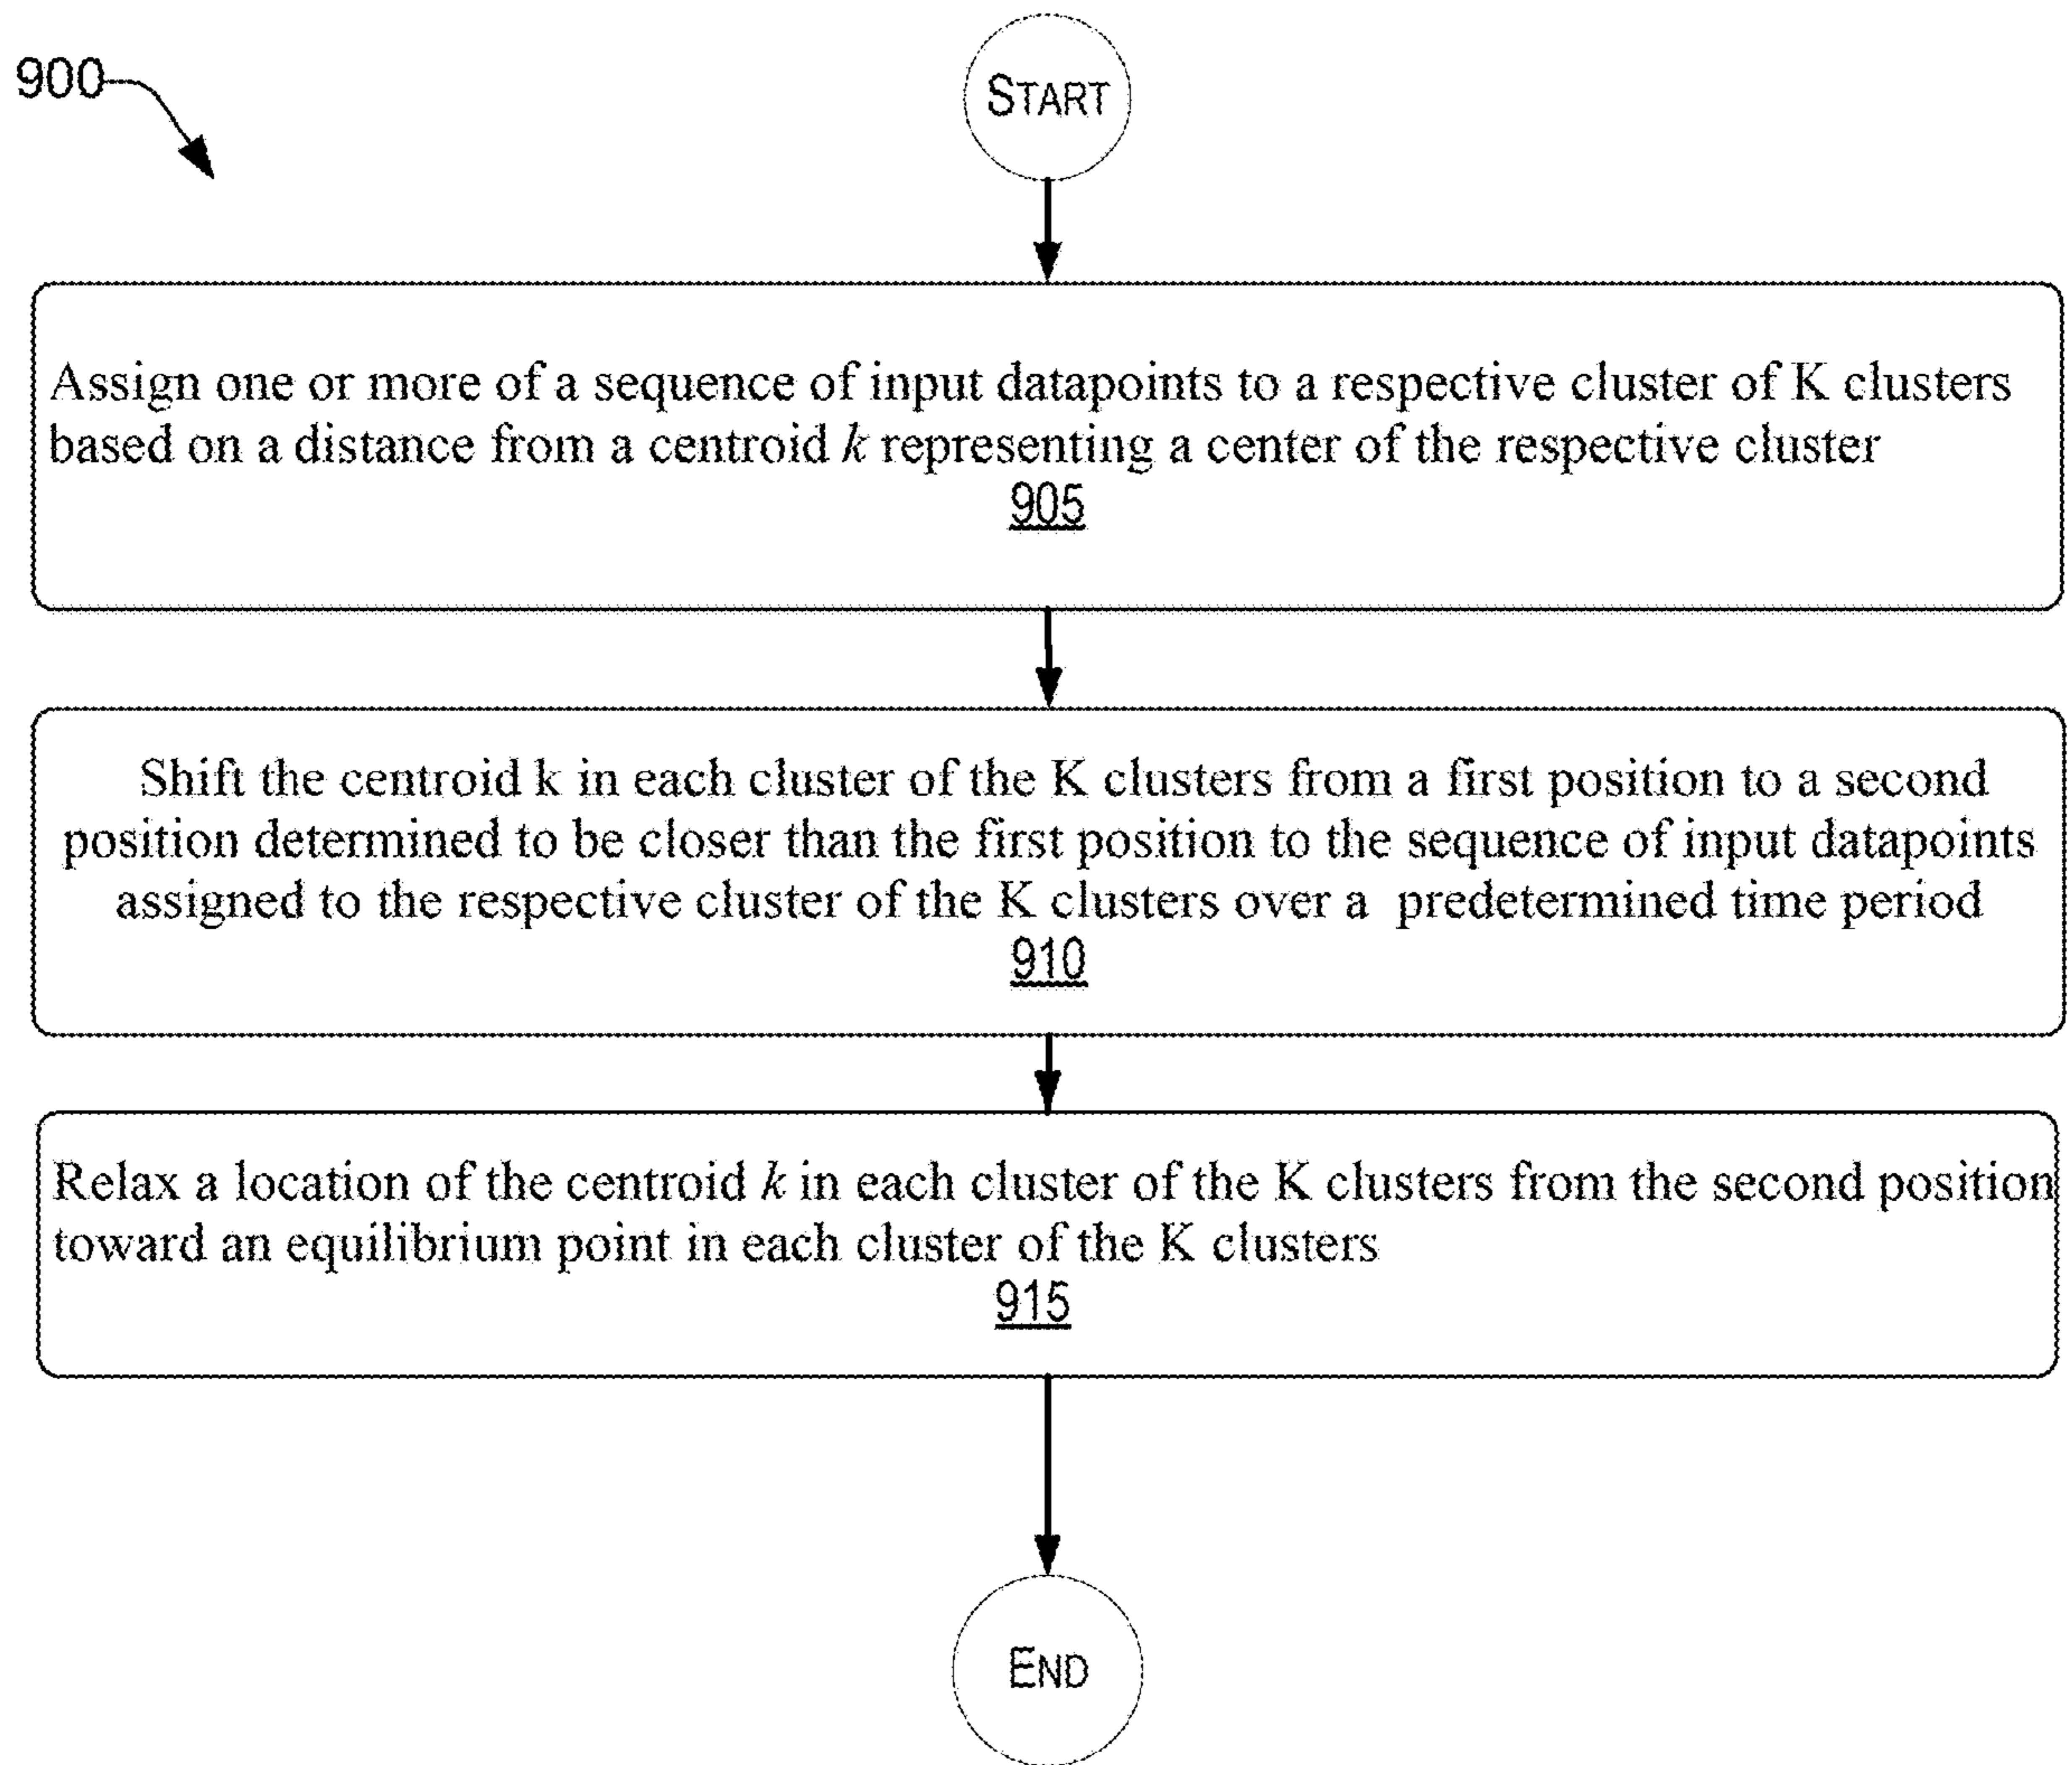 900
START
Assign one or more of a sequence of input datapoints to a respective cluster of K clusters
based on a distance from a centroid k representing a center of the respective cluster
905
Shift the centroid k in each cluster of the K clusters from a first position to a second
position determined to be closer than the first position to the sequence of input datapoints
assigned to the respective cluster of the K clusters over a predetermined time period
910
Relax a location of the centroid k in each cluster of the K clusters from the second position
toward an equilibrium point in each cluster of the K clusters
915
END